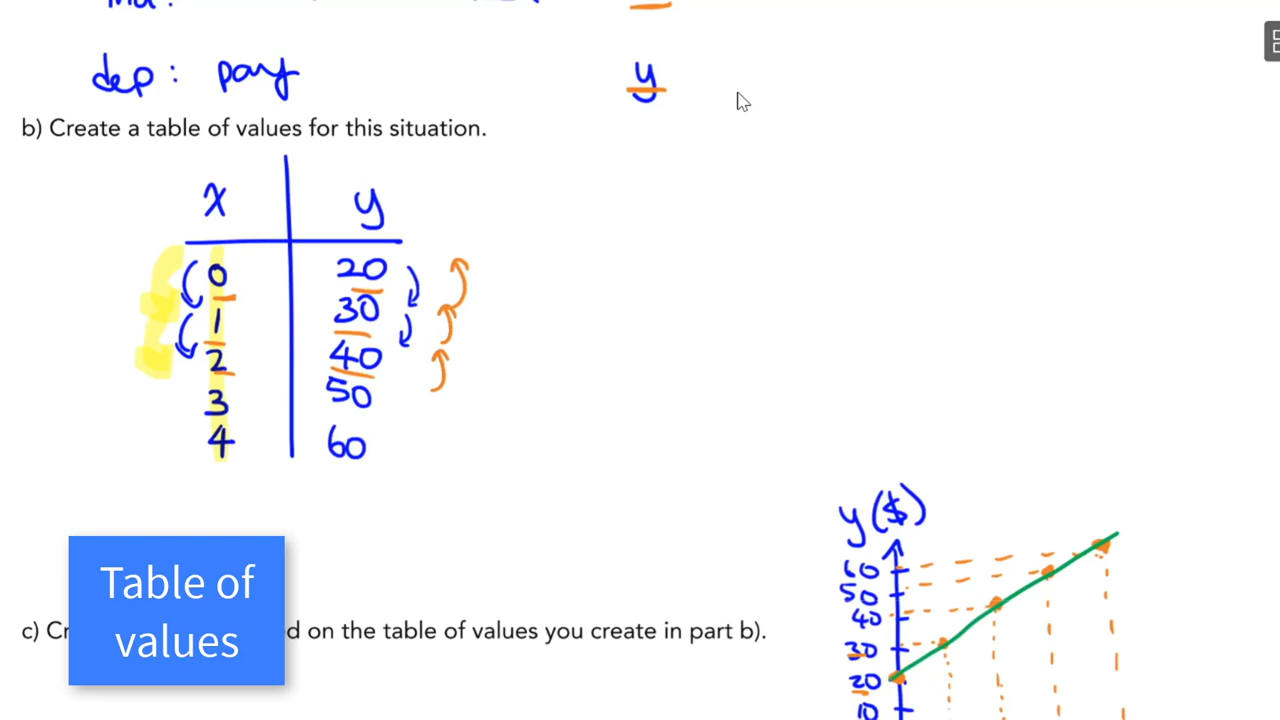 dep: pay y
b) Create a table of values for this situation.
x y
0 20
1 30
2 40
3 50
4 60
y ($)
60
50
40
30
20
10
Table of
values
c) Cr d on the table of values you create in part b).